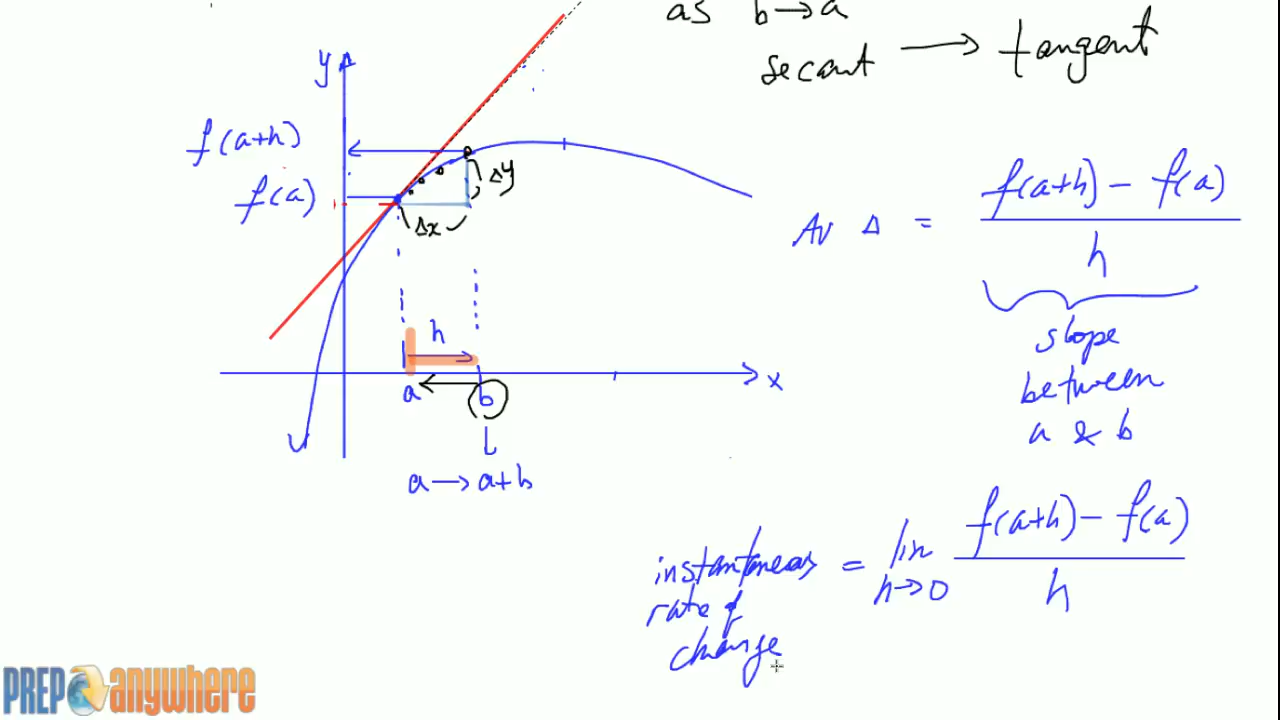 as b→a
secant → tangent
y
f(a+h)
f(a)
Δy
Δx
h
a
b
x
a → a+h
Av Δ = f(a+h) - f(a)
h
slope
between
a & b
instantaneous
rate of
change
= lim h→0 f(a+h) - f(a)
h
PREP anywhere